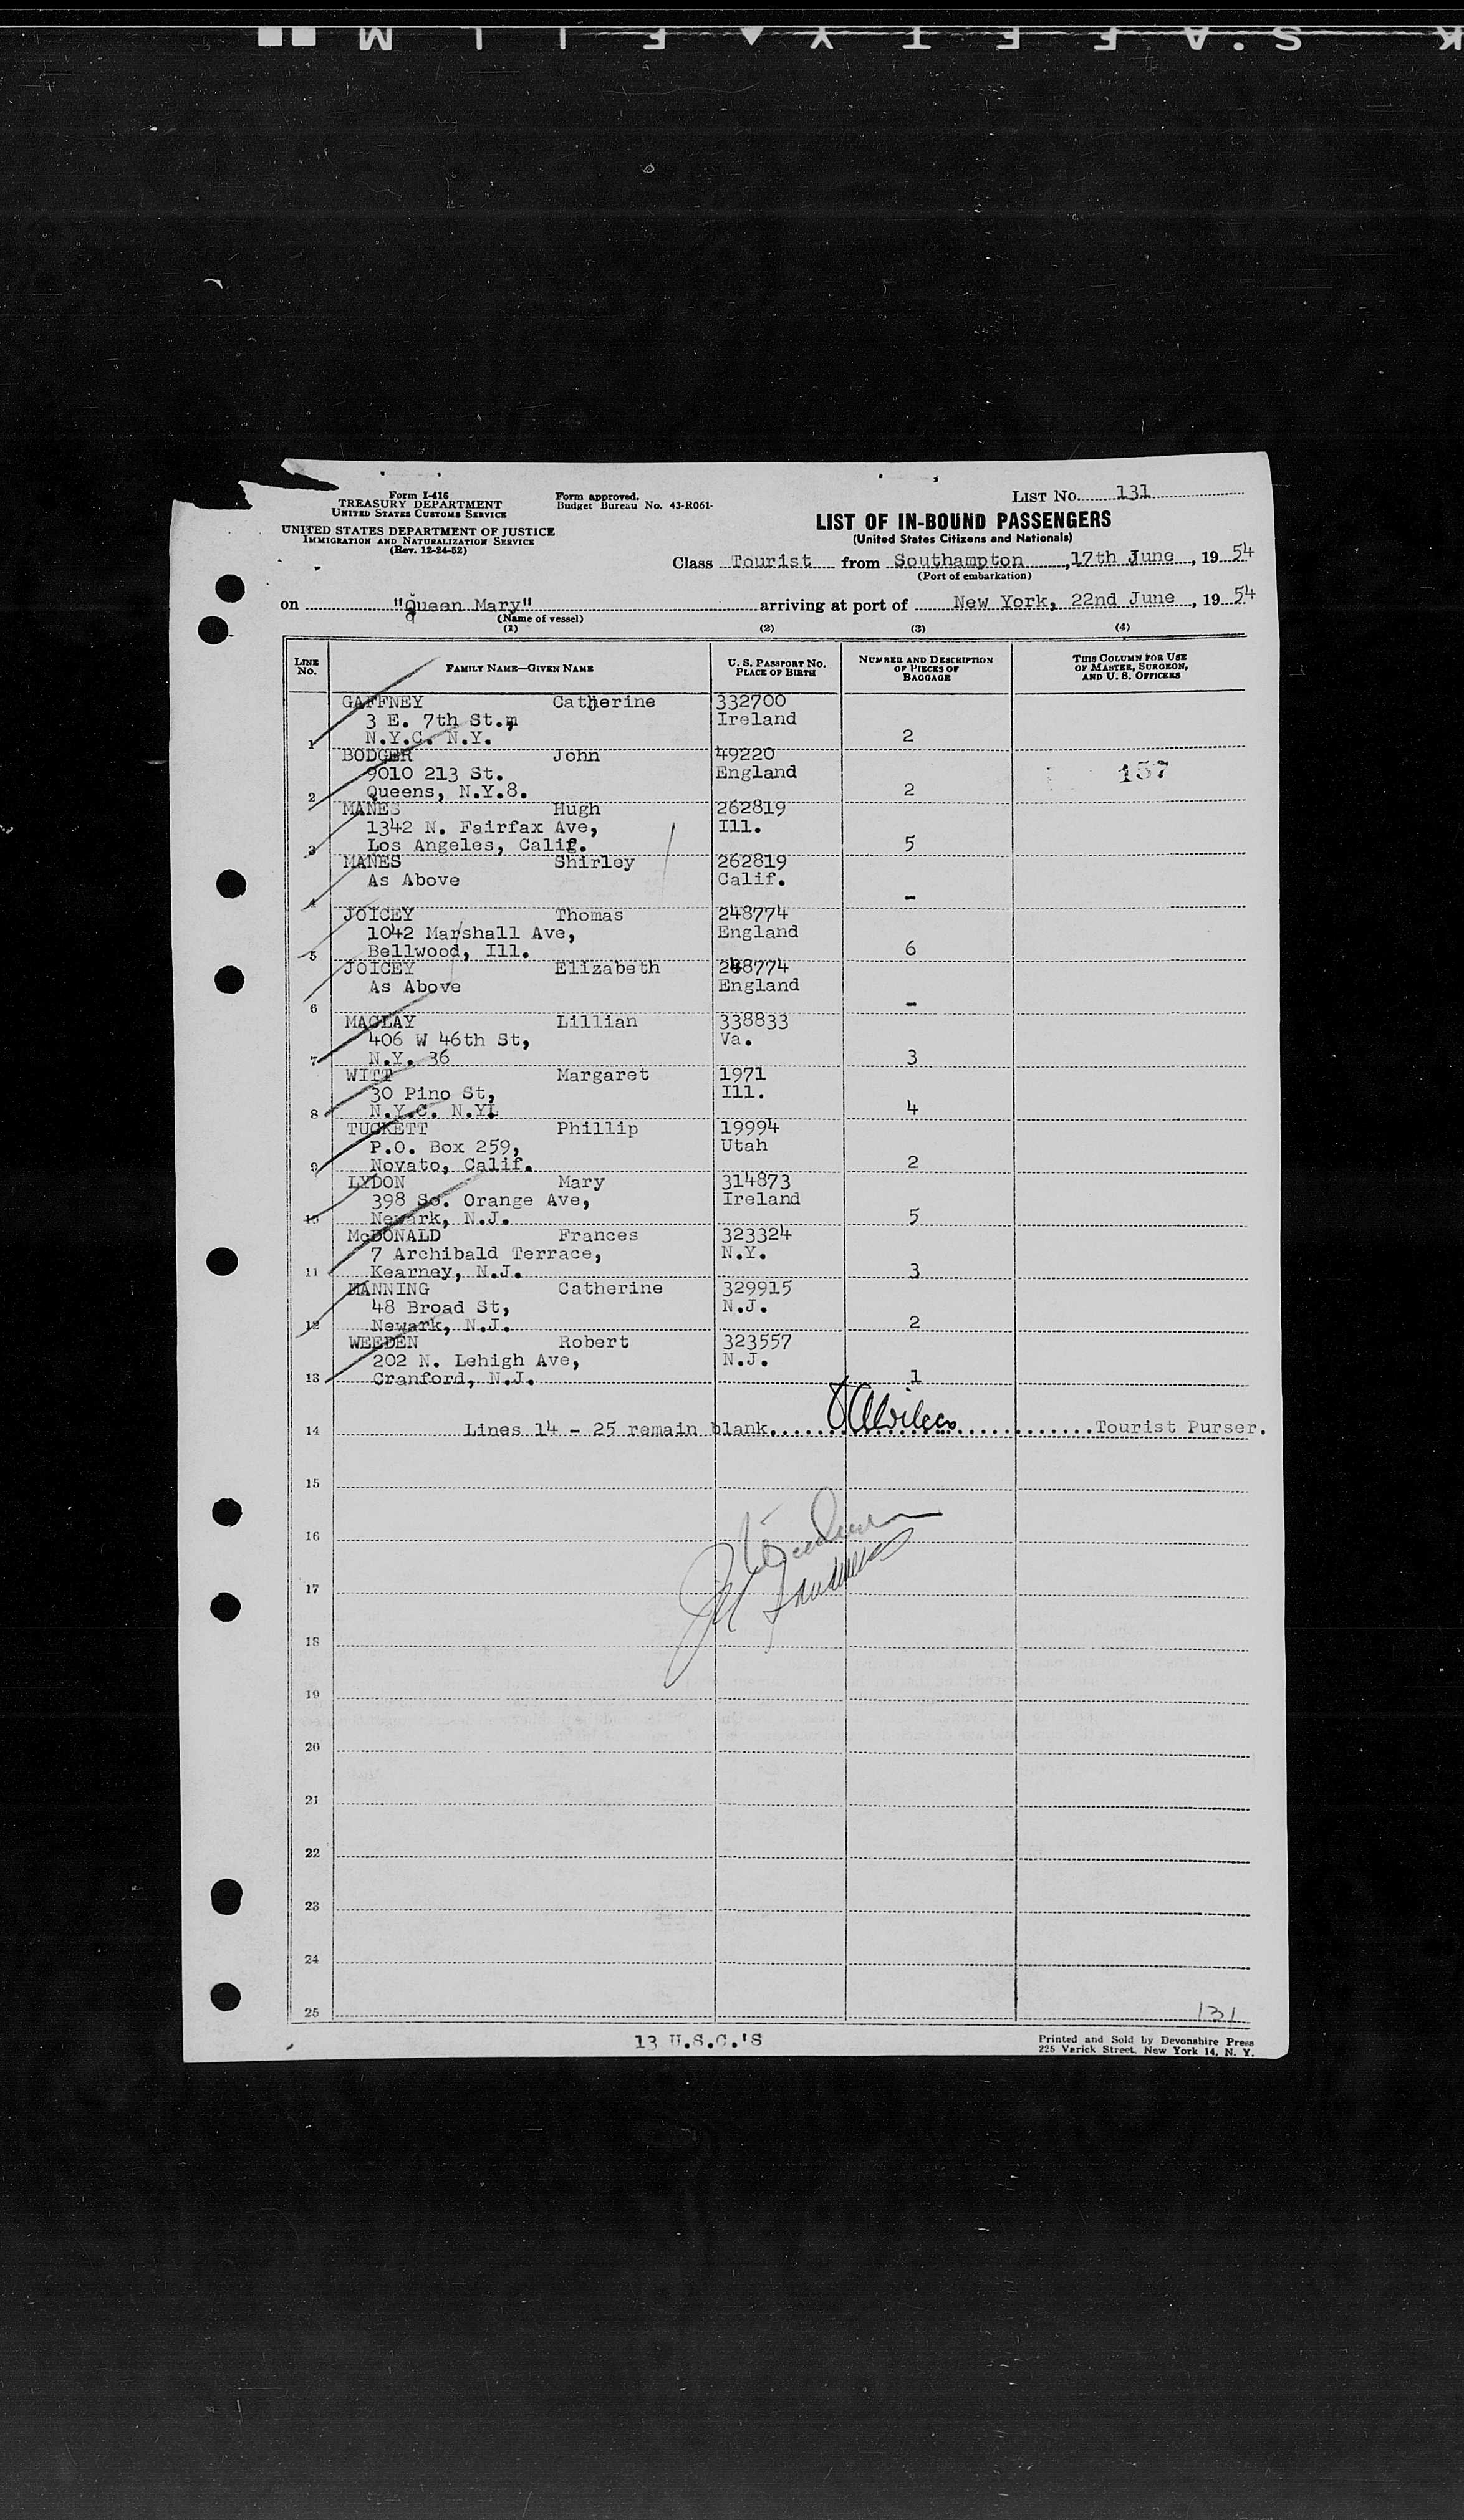 K S.A F E T Y ▲ F I L M
Form I-416
TREASURY DEPARTMENT
UNITED STATES CUSTOMS SERVICE
UNITED STATES DEPARTMENT OF JUSTICE
IMMIGRATION AND NATURALIZATION SERVICE
(Rev. 12-24-52)
Form approved.
Budget Bureau No. 43-R061-
LIST No. 131
LIST OF IN-BOUND PASSENGERS
(United States Citizens and Nationals)
Class Tourist from Southampton, 17th June, 19 54
(Port of embarkation)
on "Queen Mary" arriving at port of New York, 22nd June, 19 54
(Name of vessel)
(1) (2) (3) (4)
LINE No. FAMILY NAME—GIVEN NAME U. S. PASSPORT No. PLACE OF BIRTH NUMBER AND DESCRIPTION OF PIECES OF BAGGAGE THIS COLUMN FOR USE OF MASTER, SURGEON, AND U. S. OFFICERS
GAFFNEY Catherine 332700
3 E. 7th St., Ireland
1 N.Y.C. N.Y. 2
BODGER John 49220
9010 213 St. England 157
2 Queens, N.Y.8. 2
MANES Hugh 262819
1342 N. Fairfax Ave, Ill.
3 Los Angeles, Calif. 5
MANES Shirley 262819
As Above Calif.
4 -
JOICEY Thomas 248774
1042 Marshall Ave, England
5 Bellwood, Ill. 6
JOICEY Elizabeth 248774
As Above England
6 -
MACLAY Lillian 338833
406 W 46th St, Va.
7 N.Y. 36 3
WITT Margaret 1971
30 Pino St, Ill.
8 N.Y.C. N.Y. 4
TUCKETT Phillip 19994
P.O. Box 259, Utah
9 Novato, Calif. 2
LYDON Mary 314873
398 So. Orange Ave, Ireland
10 Newark, N.J. 5
McDONALD Frances 323324
7 Archibald Terrace, N.Y.
11 Kearney, N.J. 3
MANNING Catherine 329915
48 Broad St, N.J.
12 Newark, N.J. 2
WEEDEN Robert 323557
202 N. Lehigh Ave, N.J.
13 Cranford, N.J. 1
14 Lines 14 - 25 remain blank. Tourist Purser.
15
16
17
18
19
20
21
22
23
24
25 131
13 U.S.C.'S
Printed and Sold by Devonshire Press
225 Varick Street, New York 14, N. Y.